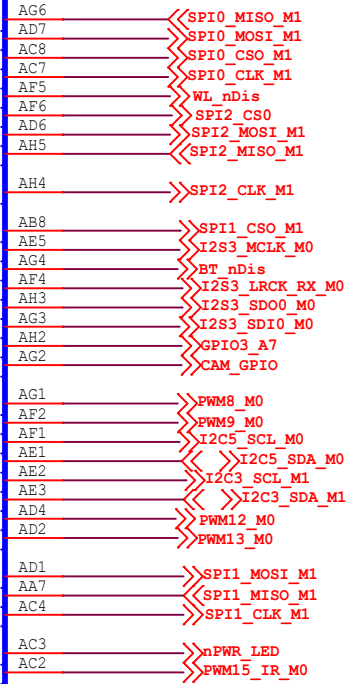 AG6 SPI0_MISO_M1
AD7 SPI0_MOSI_M1
AC8 SPI0_CSO_M1
AC7 SPI0_CLK_M1
AF5 WL_nDis
AF6 SPI2_CS0
AD6 SPI2_MOSI_M1
AH5 SPI2_MISO_M1
AH4 SPI2_CLK_M1
AB8 SPI1_CSO_M1
AE5 I2S3_MCLK_M0
AG4 BT_nDis
AF4 I2S3_LRCK_RX_M0
AH3 I2S3_SDO0_M0
AG3 I2S3_SDI0_M0
AH2 GPIO3_A7
AG2 CAM_GPIO
AG1 PWM8_M0
AF2 PWM9_M0
AF1 I2C5_SCL_M0
AE1 I2C5_SDA_M0
AE2 I2C3_SCL_M1
AE3 I2C3_SDA_M1
AD4 PWM12_M0
AD2 PWM13_M0
AD1 SPI1_MOSI_M1
AA7 SPI1_MISO_M1
AC4 SPI1_CLK_M1
AC3 nPWR_LED
AC2 PWM15_IR_M0